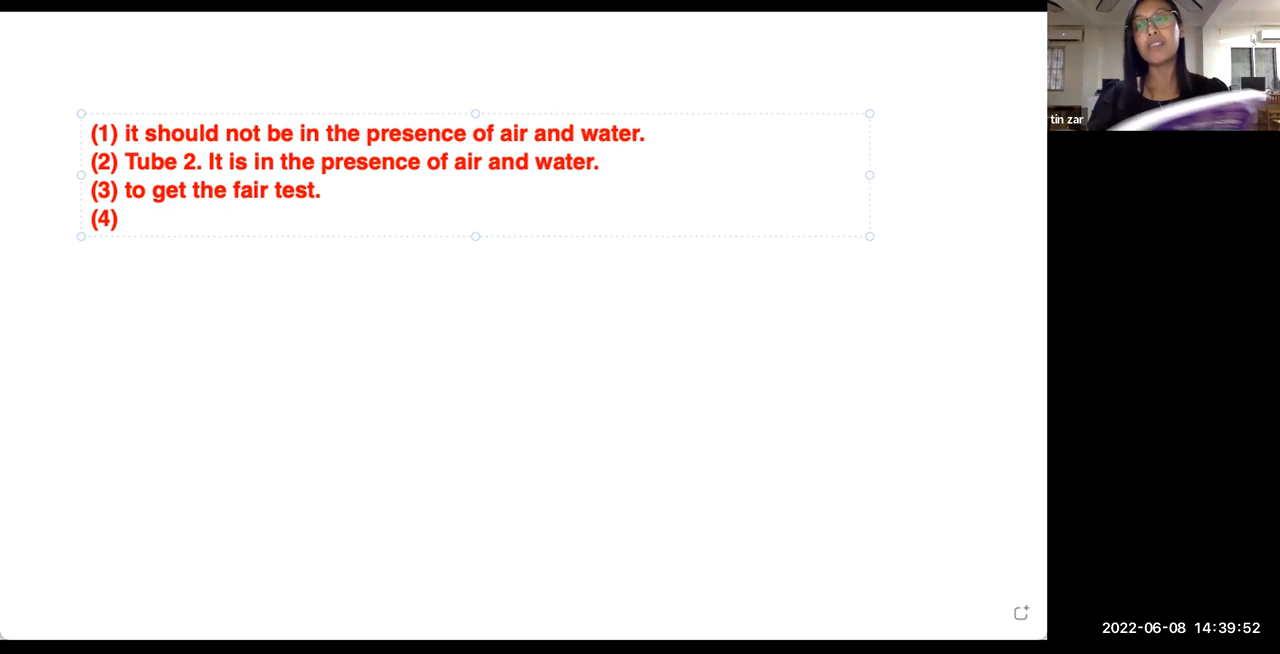 (1) it should not be in the presence of air and water.
(2) Tube 2. It is in the presence of air and water.
(3) to get the fair test.
(4)
tin zar
2022-06-08 14:39:52